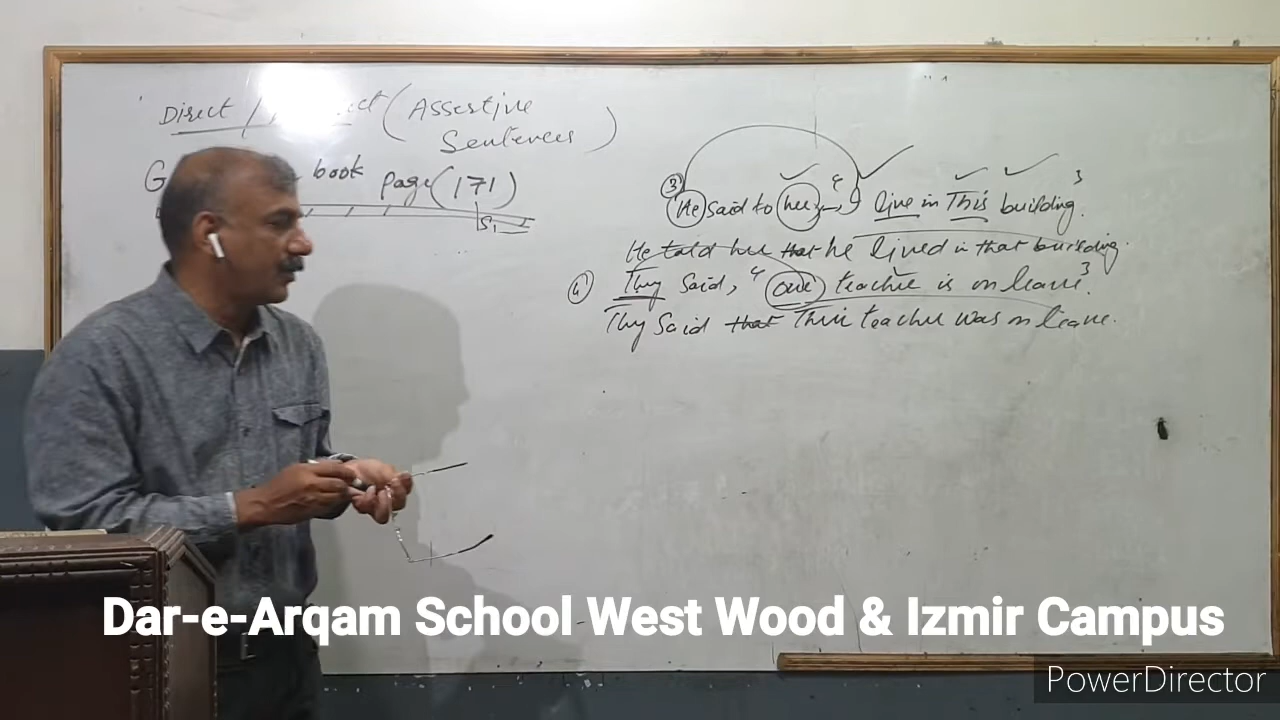 Direct / (Assertive
Sentences)
book Page (171)
③ He said to her, " I live in This building".
He told her that he lived in that building.
④ They said, " our teacher is on leave".
They said that Their teacher was on leave.
Dar-e-Arqam School West Wood & Izmir Campus
PowerDirector